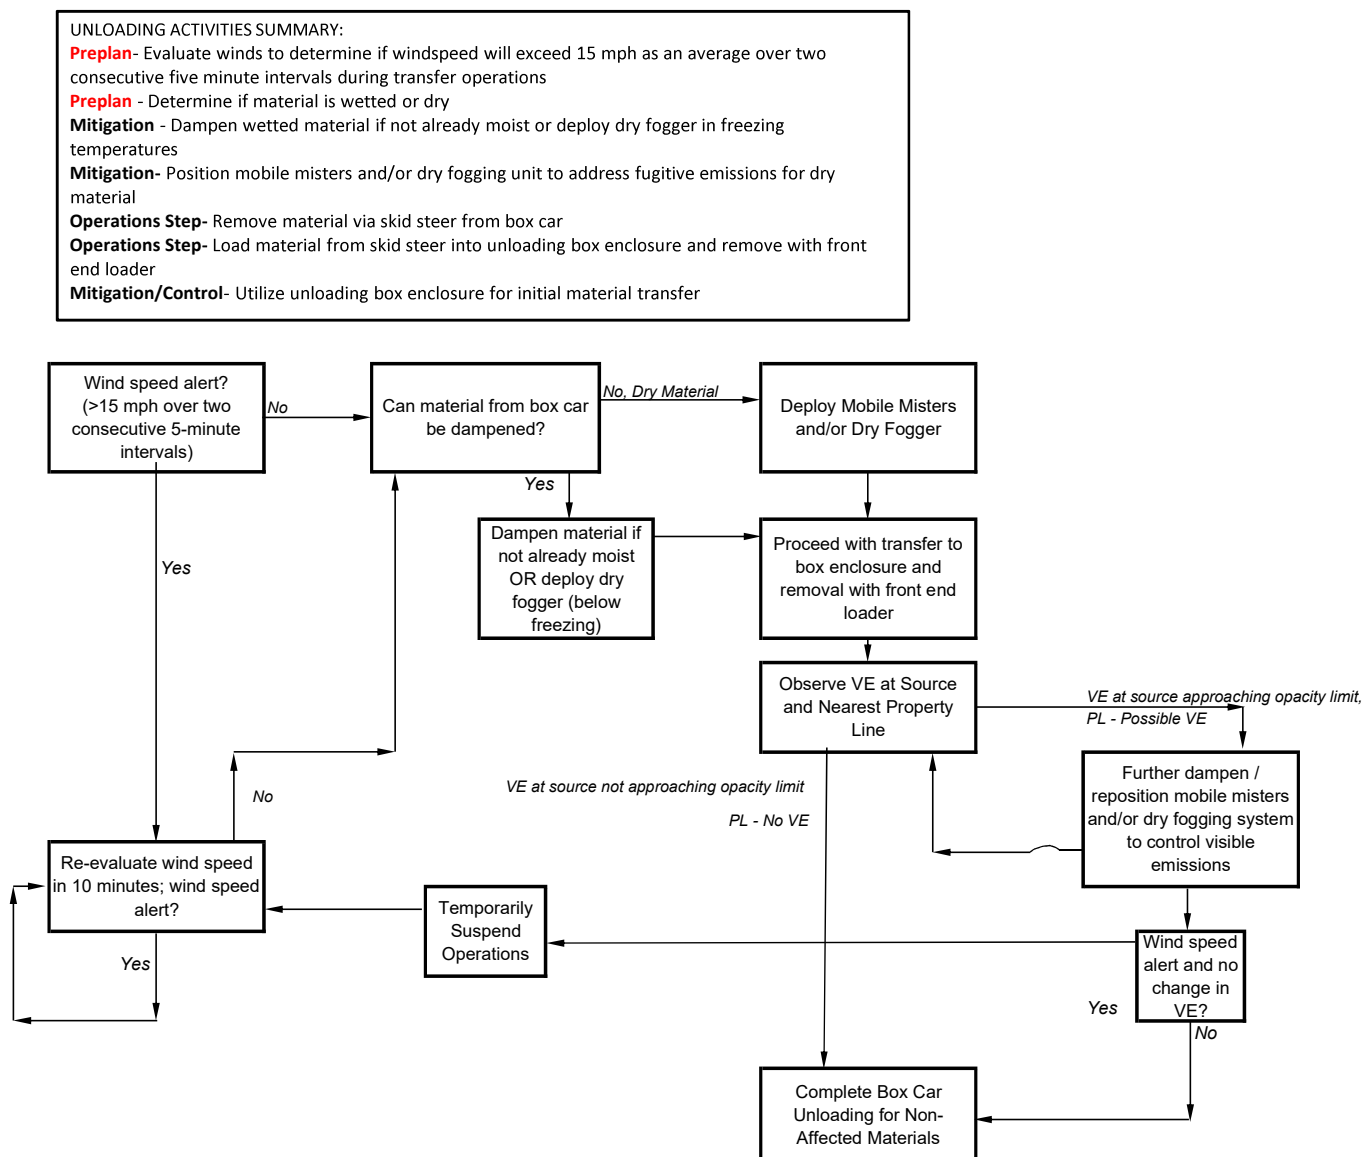 UNLOADING ACTIVITIES SUMMARY:
Preplan- Evaluate winds to determine if windspeed will exceed 15 mph as an average over two
consecutive five minute intervals during transfer operations
Preplan - Determine if material is wetted or dry
Mitigation - Dampen wetted material if not already moist or deploy dry fogger in freezing
temperatures
Mitigation- Position mobile misters and/or dry fogging unit to address fugitive emissions for dry
material
Operations Step- Remove material via skid steer from box car
Operations Step- Load material from skid steer into unloading box enclosure and remove with front
end loader
Mitigation/Control- Utilize unloading box enclosure for initial material transfer
Wind speed alert?
(>15 mph over two
consecutive 5-minute
intervals)
No
Can material from box car
be dampened?
No, Dry Material
Deploy Mobile Misters
and/or Dry Fogger
Yes
Yes
Dampen material if
not already moist
OR deploy dry
fogger (below
freezing)
Proceed with transfer to
box enclosure and
removal with front end
loader
Observe VE at Source
and Nearest Property
Line
VE at source approaching opacity limit,
PL - Possible VE
Further dampen /
reposition mobile misters
and/or dry fogging system
to control visible
emissions
VE at source not approaching opacity limit
PL - No VE
No
Re-evaluate wind speed
in 10 minutes; wind speed
alert?
Yes
Temporarily
Suspend
Operations
Wind speed
alert and no
change in
VE?
Yes
No
Complete Box Car
Unloading for Non-
Affected Materials